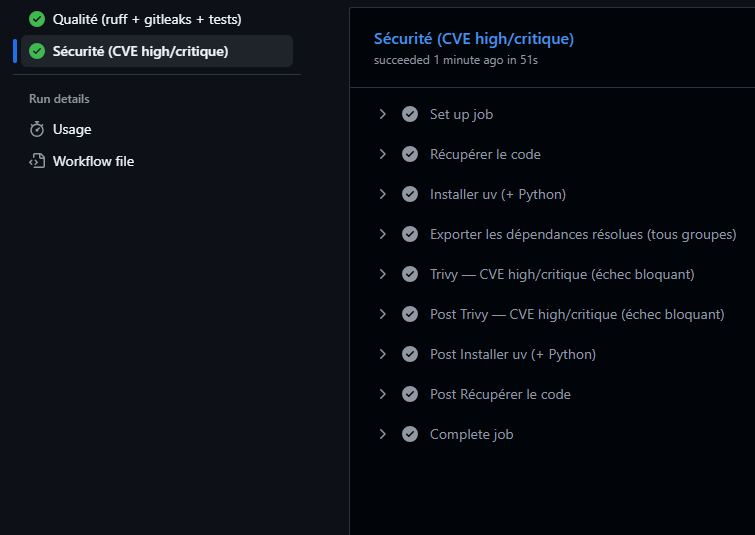 Qualité (ruff + gitleaks + tests)
Sécurité (CVE high/critique)
Run details
Usage
Workflow file
Sécurité (CVE high/critique)
succeeded 1 minute ago in 51s
Set up job
Récupérer le code
Installer uv (+ Python)
Exporter les dépendances résolues (tous groupes)
Trivy — CVE high/critique (échec bloquant)
Post Trivy — CVE high/critique (échec bloquant)
Post Installer uv (+ Python)
Post Récupérer le code
Complete job